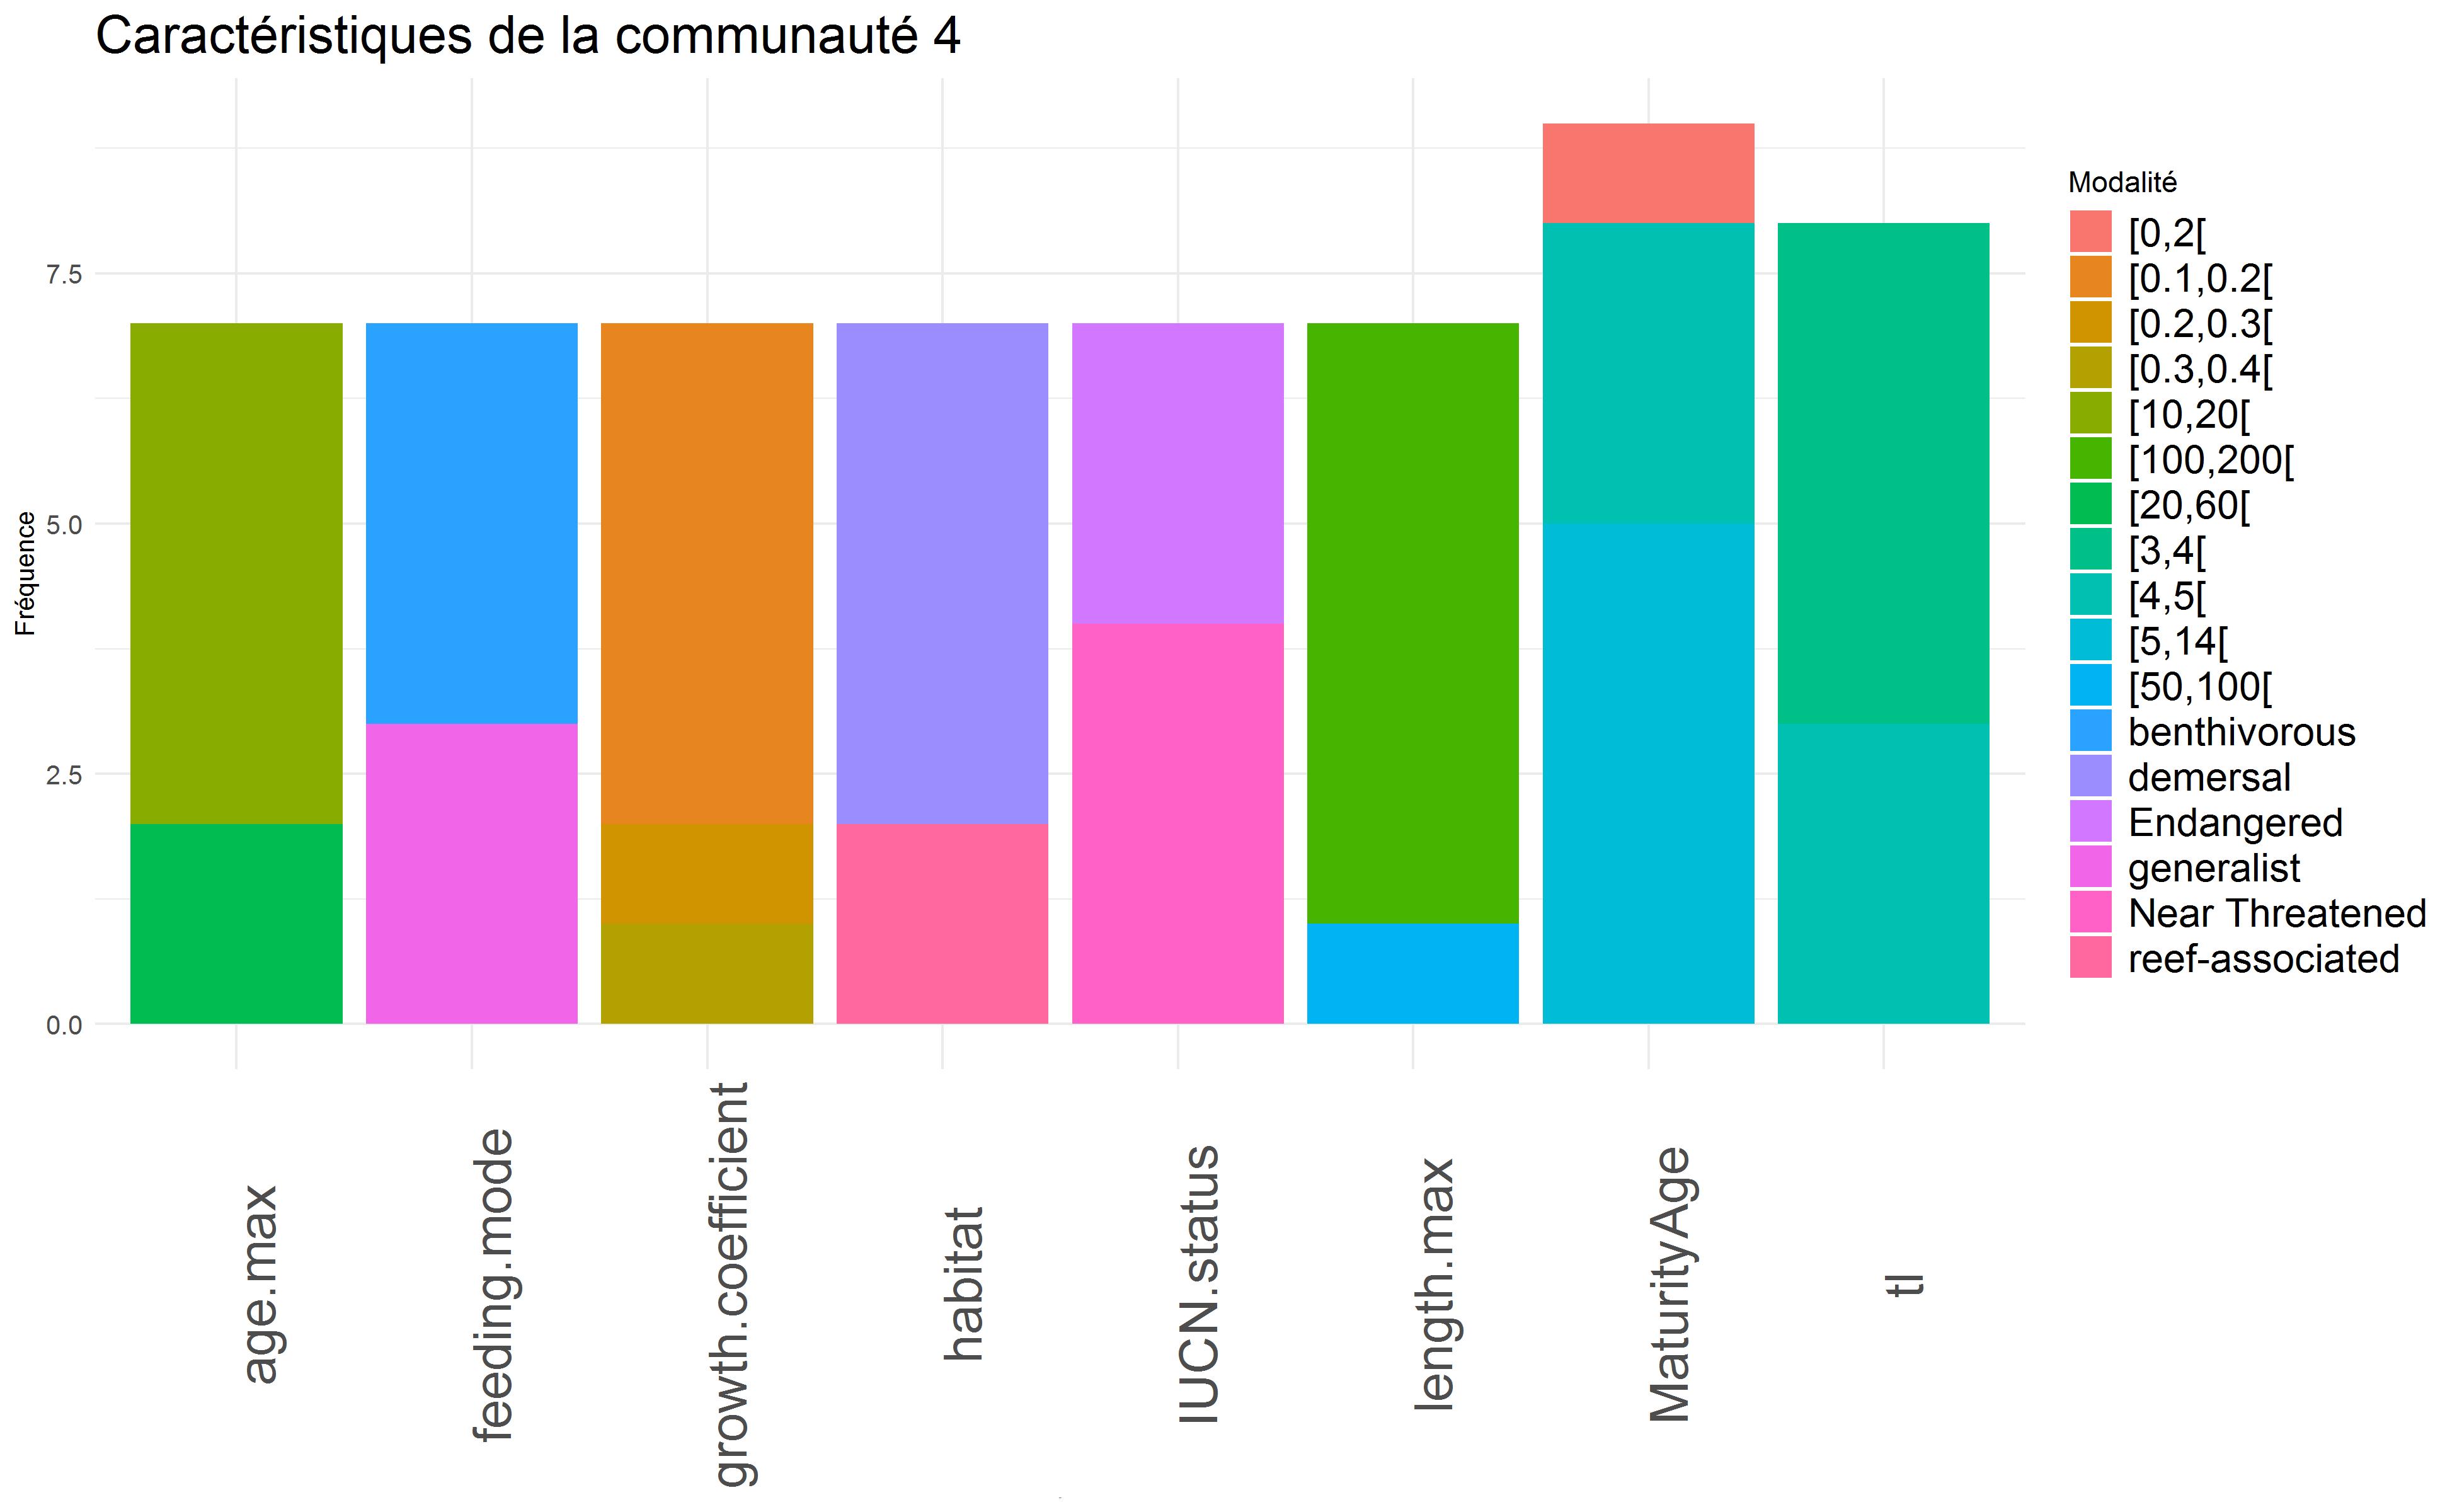 Caractéristiques de la communauté 4
Fréquence
7.5
5.0
2.5
0.0
age.max
feeding.mode
growth.coefficient
habitat
IUCN.status
length.max
MaturityAge
tl
Modalité
[0,2[
[0.1,0.2[
[0.2,0.3[
[0.3,0.4[
[10,20[
[100,200[
[20,60[
[3,4[
[4,5[
[5,14[
[50,100[
benthivorous
demersal
Endangered
generalist
Near Threatened
reef-associated